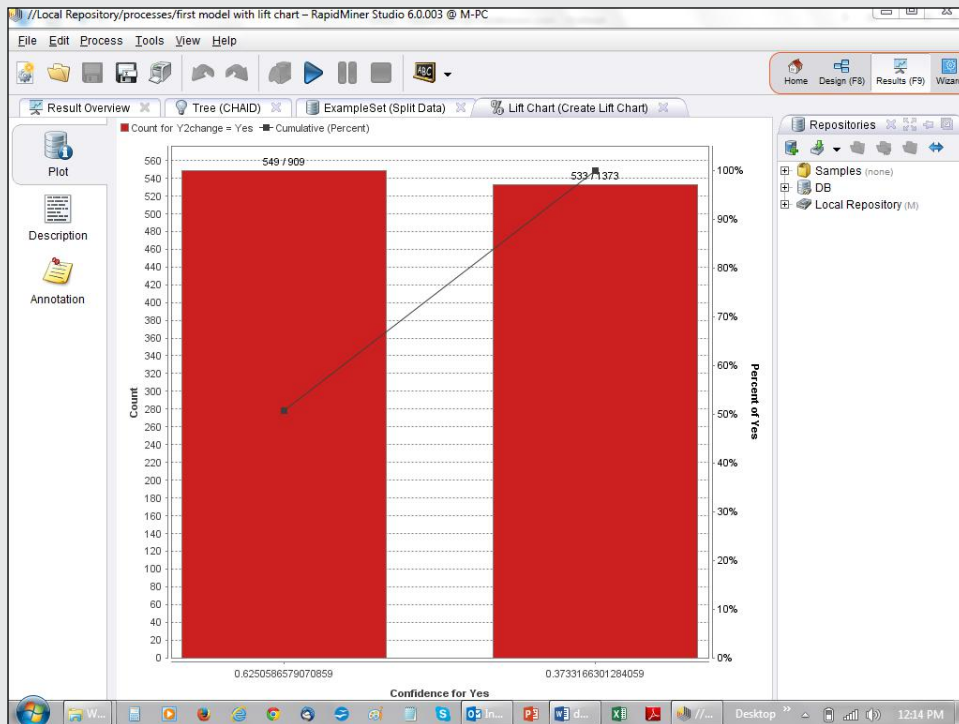 //Local Repository/processes/first model with lift chart – RapidMiner Studio 6.0.003 @ M-PC
File Edit Process Tools View Help
ABC
Home Design (F8) Results (F9) Wizar
Result Overview Tree (CHAID) ExampleSet (Split Data) Lift Chart (Create Lift Chart)
Repositories
Samples (none)
DB
Local Repository (M)
Plot
Description
Annotation
Count for Y2change = Yes Cumulative (Percent)
549 / 909
533 / 1373
560
540
520
500
480
460
440
420
400
380
360
340
320
300
280
260
240
220
200
180
160
140
120
100
80
60
40
20
0
Count
100%
90%
80%
70%
60%
50%
40%
30%
20%
10%
0%
Percent of Yes
0.6250586579070859
0.3733166301284059
Confidence for Yes
W... In... d... //... Desktop 12:14 PM